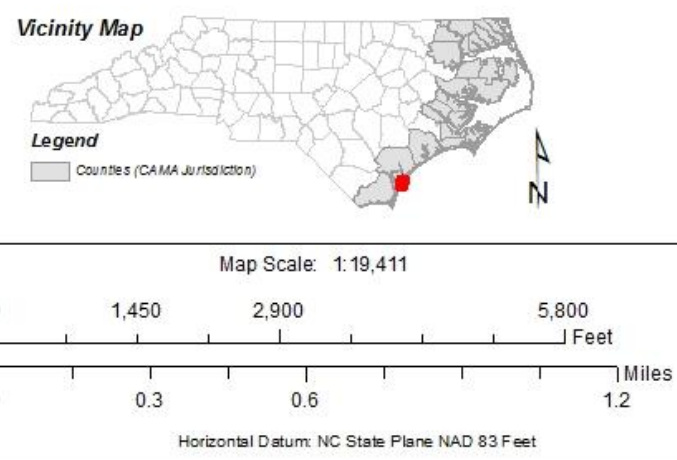 Vicinity Map
Legend
Counties (CAMA Jurisdiction)
N
Map Scale: 1:19,411
1,450 2,900 5,800
Feet
Miles
0.3 0.6 1.2
Horizontal Datum: NC State Plane NAD 83 Feet